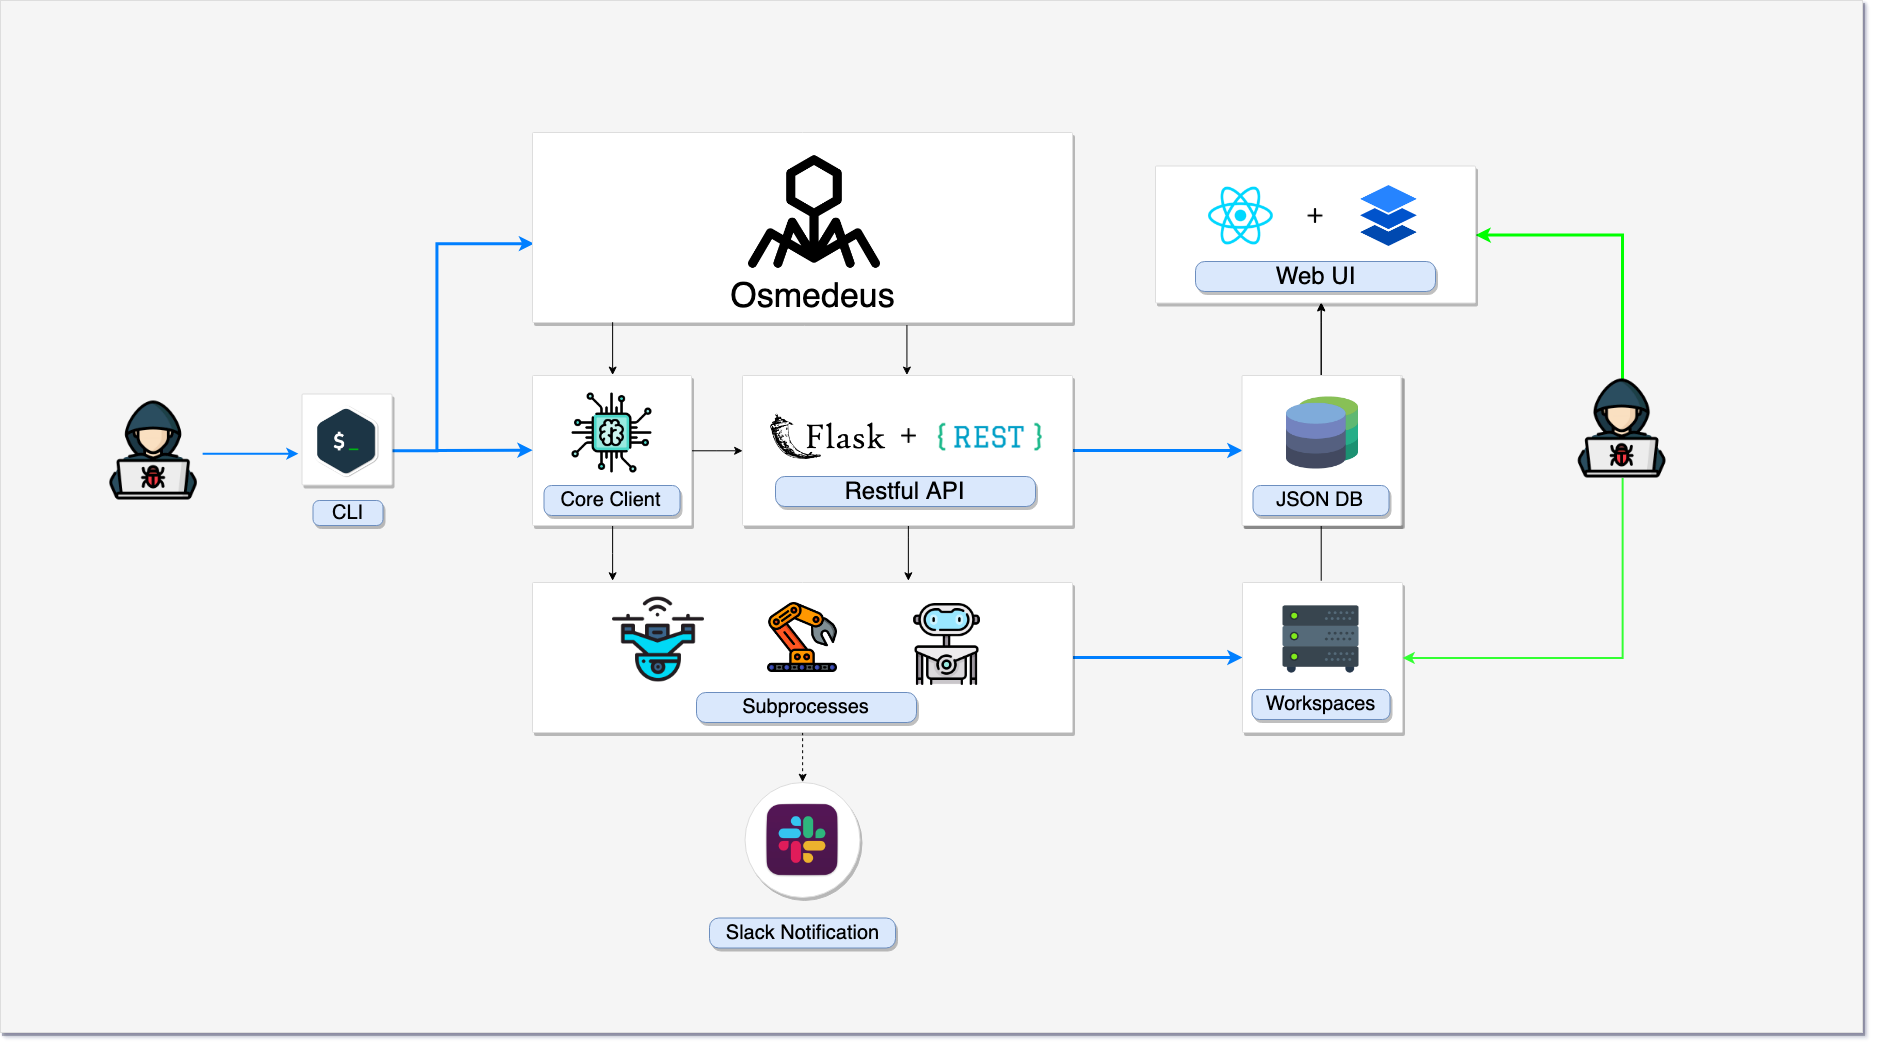 Osmedeus
+
Web UI
$_
CLI
Core Client
Flask + {REST}
Restful API
JSON DB
Subprocesses
Workspaces
Slack Notification